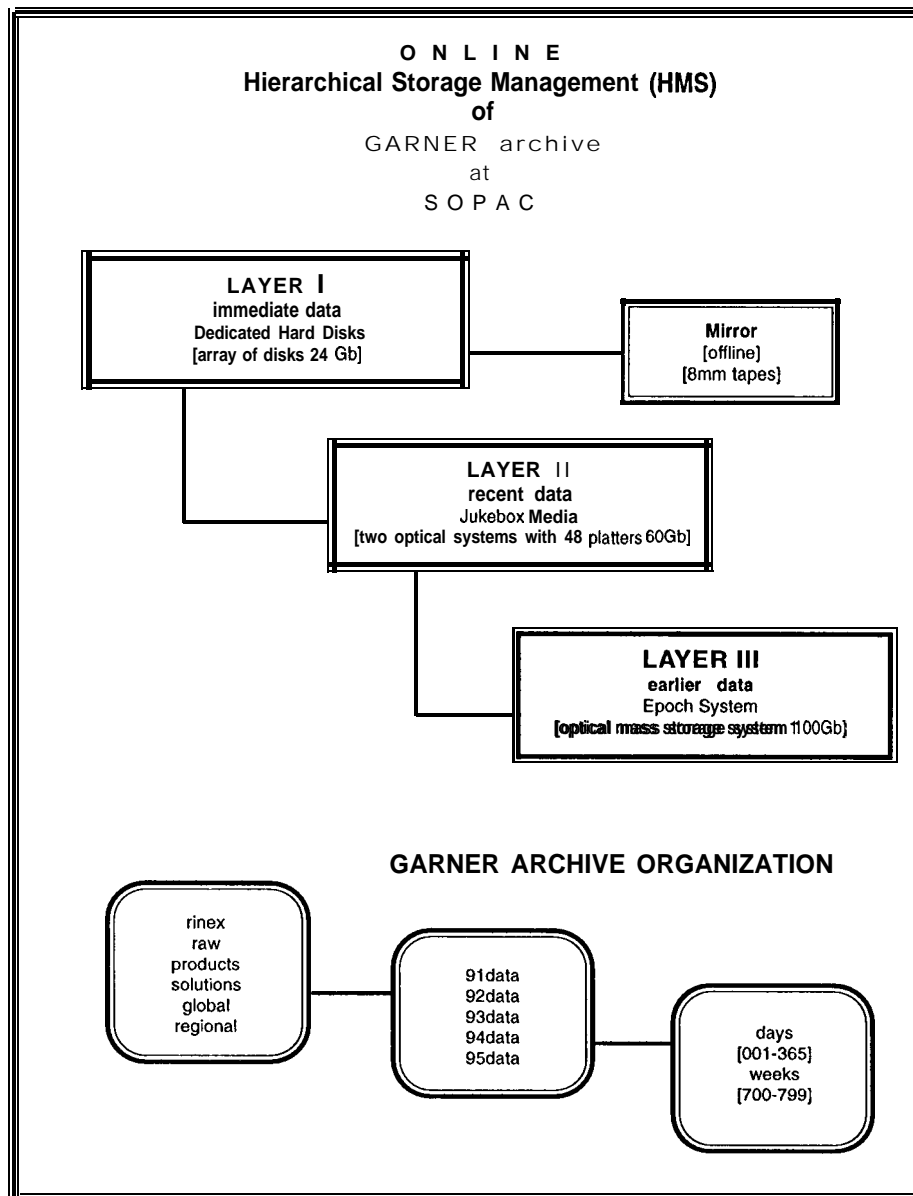 ONLINE
Hierarchical Storage Management (HMS)
of
GARNER archive
at
SOPAC
LAYER I
immediate data
Dedicated Hard Disks
[array of disks 24 Gb]
Mirror
[offline]
[8mm tapes]
LAYER II
recent data
Jukebox Media
[two optical systems with 48 platters 60Gb]
LAYER III
earlier data
Epoch System
[optical mass storage system 1100Gb]
GARNER ARCHIVE ORGANIZATION
rinex
raw
products
solutions
global
regional
91data
92data
93data
94data
95data
days
[001-365]
weeks
[700-799]